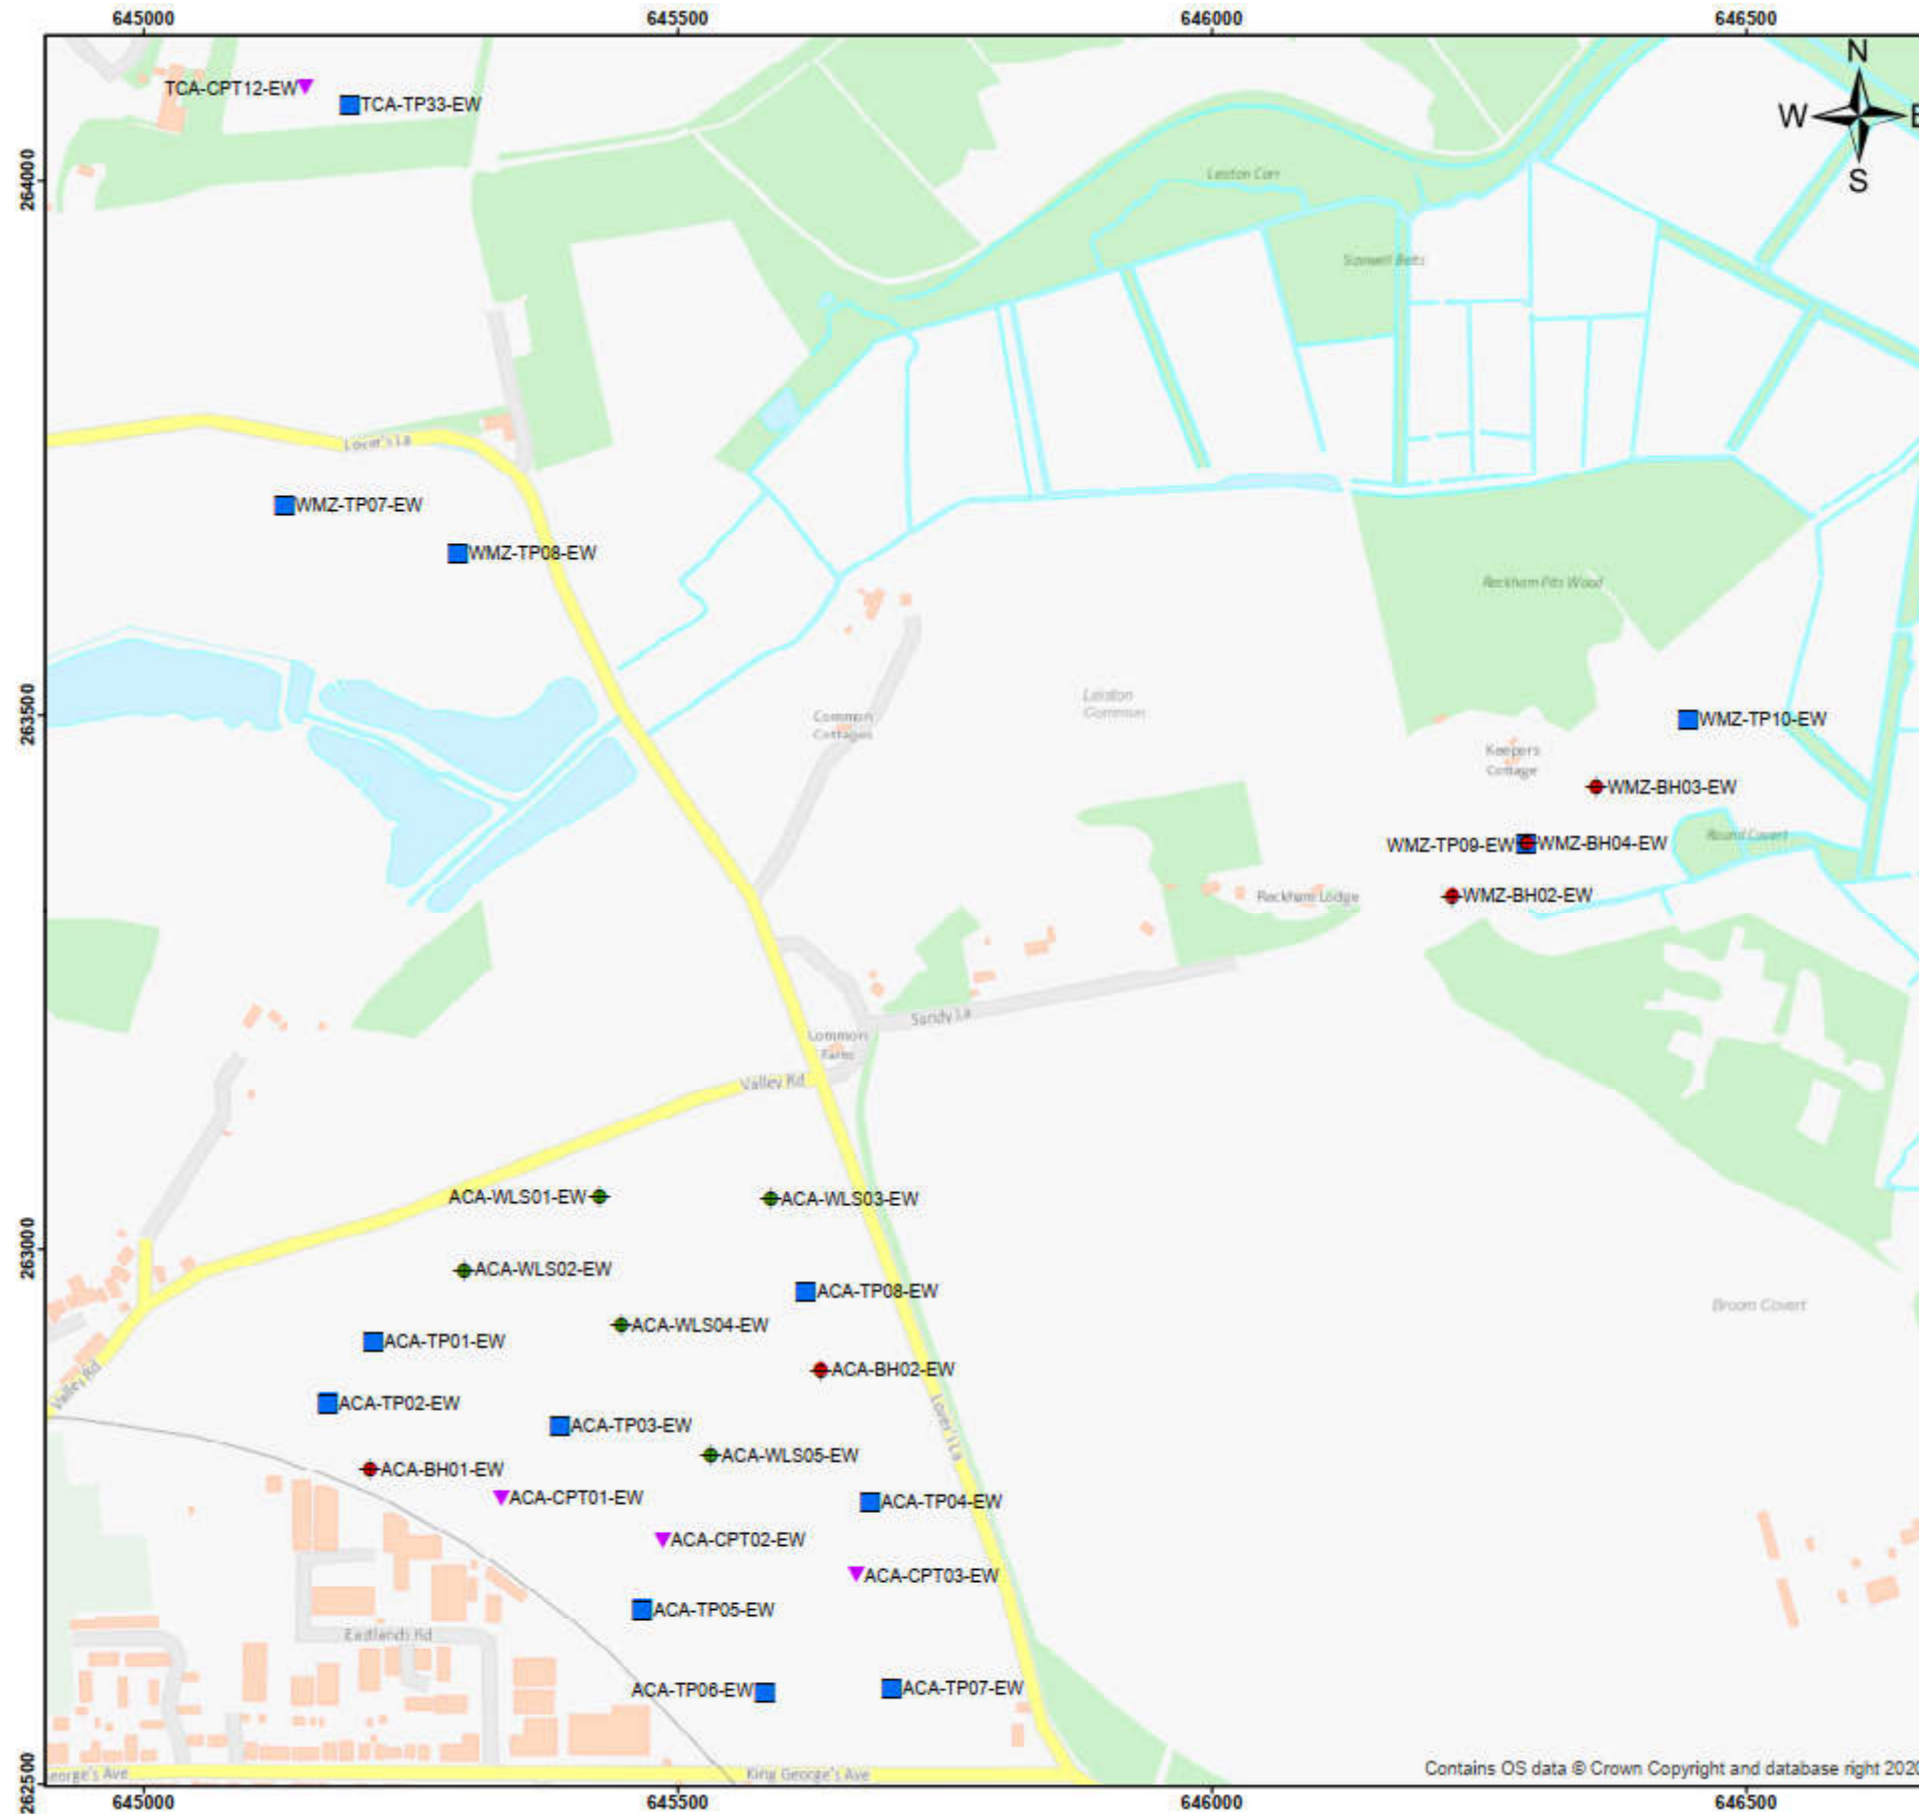 645000 645500 646000 646500
N
TCA-CPT12-EW
TCA-TP33-EW
W E
S
264000
Leiston Carr
Sizewell Belts
Lover's La
WMZ-TP07-EW
WMZ-TP08-EW
Reckham Pits Wood
263500
Leiston
Common
Common
Cottages
WMZ-TP10-EW
Keepers
Cottage
WMZ-BH03-EW
Round Covert
WMZ-TP09-EW WMZ-BH04-EW
WMZ-BH02-EW
Reckham Lodge
Sandy La
Common
Farm
Valley Rd
ACA-WLS01-EW
ACA-WLS03-EW
263000
ACA-WLS02-EW
ACA-TP08-EW
Broom Covert
ACA-WLS04-EW
ACA-TP01-EW
ACA-BH02-EW
Valley Rd
ACA-TP02-EW
ACA-TP03-EW
Lover's La
ACA-WLS05-EW
ACA-BH01-EW
ACA-CPT01-EW
ACA-TP04-EW
ACA-CPT02-EW
ACA-CPT03-EW
ACA-TP05-EW
Eastlands Rd
ACA-TP06-EW
ACA-TP07-EW
Contains OS data © Crown Copyright and database right 2020
eorge's Ave
King George's Ave
262500
645000 645500 646000 646500